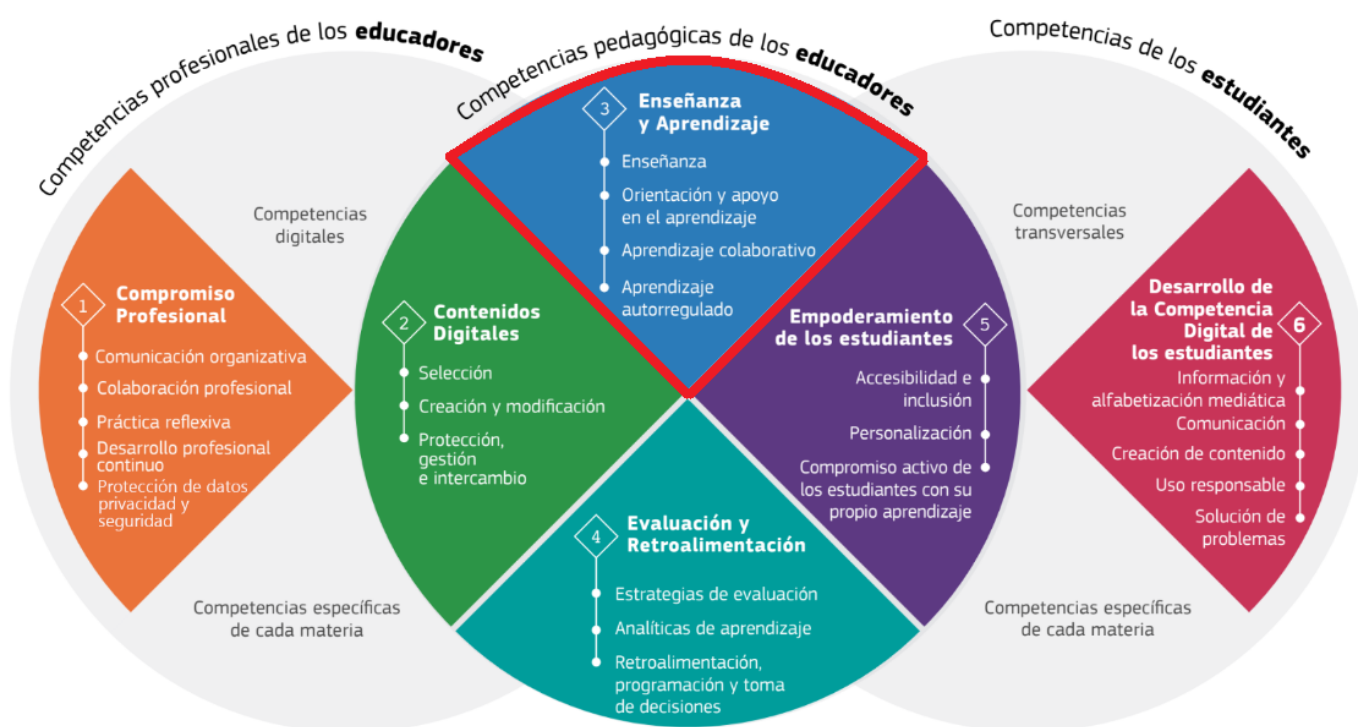 Competencias profesionales de los educadores
Competencias pedagógicas de los educadores
Competencias de los estudiantes
Competencias
digitales
1
Compromiso
Profesional
Comunicación organizativa
Colaboración profesional
Práctica reflexiva
Desarrollo profesional
continuo
Protección de datos
privacidad y
seguridad
Competencias específicas
de cada materia
2
Contenidos
Digitales
Selección
Creación y modificación
Protección,
gestión
e intercambio
3
Enseñanza
y Aprendizaje
Enseñanza
Orientación y apoyo
en el aprendizaje
Aprendizaje colaborativo
Aprendizaje
autorregulado
4
Evaluación y
Retroalimentación
Estrategias de evaluación
Analíticas de aprendizaje
Retroalimentación,
programación y toma
de decisiones
5
Empoderamiento
de los estudiantes
Accesibilidad e
inclusión
Personalización
Compromiso activo de
los estudiantes con su
propio aprendizaje
Competencias
transversales
6
Desarrollo de
la Competencia
Digital de
los estudiantes
Información y
alfabetización mediática
Comunicación
Creación de contenido
Uso responsable
Solución de
problemas
Competencias específicas
de cada materia